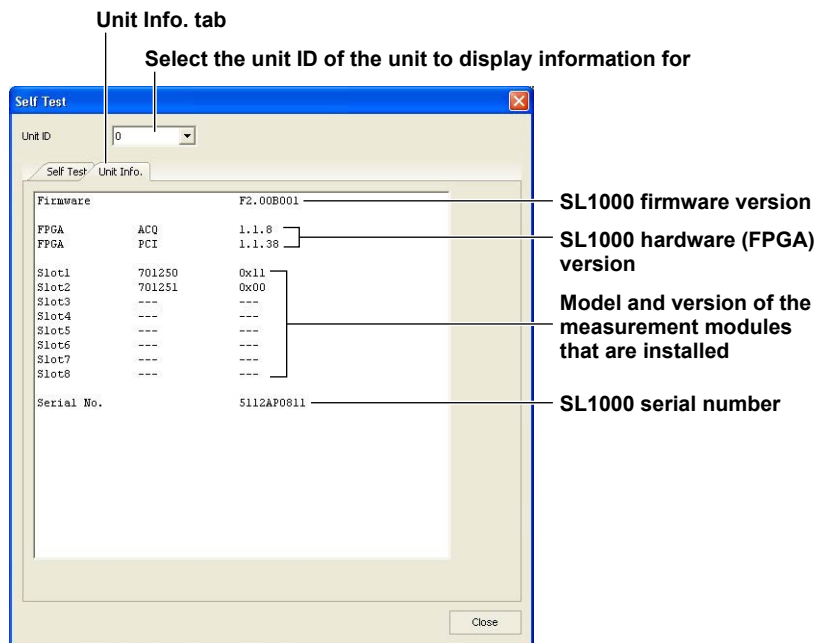 Unit Info. tab
Select the unit ID of the unit to display information for
Self Test
Unit ID 0
Self Test Unit Info.
Firmware F2.00B001
SL1000 firmware version
FPGA ACQ 1.1.8
FPGA PCI 1.1.38
SL1000 hardware (FPGA)
version
Slot1 701250 0x11
Slot2 701251 0x00
Slot3 --- ---
Slot4 --- ---
Slot5 --- ---
Slot6 --- ---
Slot7 --- ---
Slot8 --- ---
Model and version of the
measurement modules
that are installed
Serial No. 5112AP0811
SL1000 serial number
Close